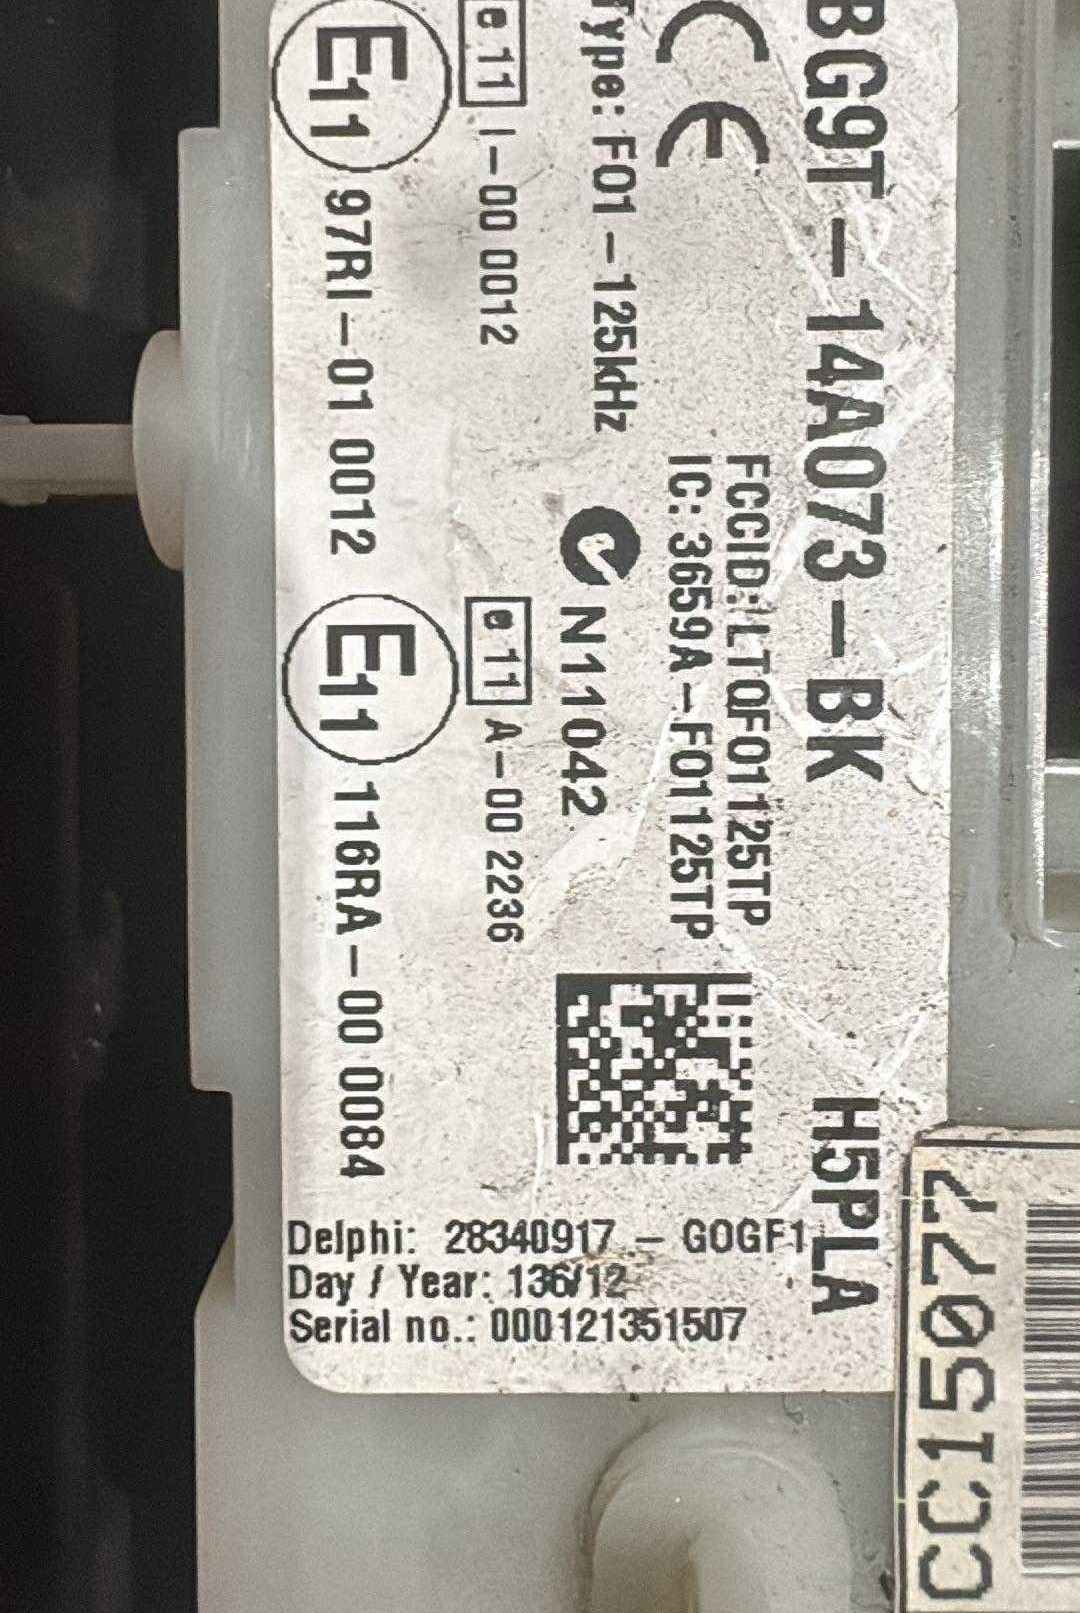 BG9T-14A073-BK H5PLA
CE
FCCID: LTQF01125TP
IC: 3659A-F01125TP
Type: F01-125kHz
N11042
e11 I-00 0012
e11 A-00 2236
E11 97RI-01 0012
E11 116RA-00 0084
Delphi: 28340917 - GOGF1
Day / Year: 136/12
Serial no.: 000121351507
CC15077